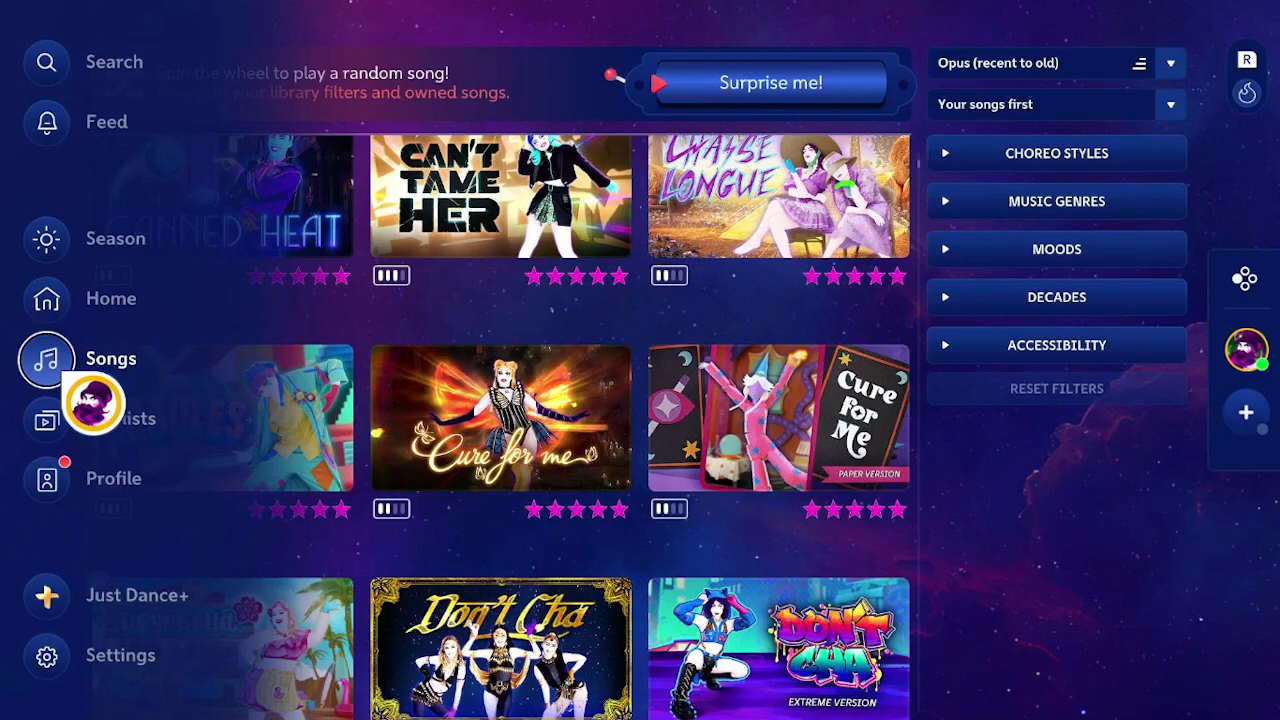 Search
Feed
Season
Home
Songs
ists
Profile
Just Dance+
Settings
Spin the wheel to play a random song!
your library filters and owned songs.
Surprise me!
NNED HEAT
CAN'T
TAME
HER
CHAISE
LONGUE
Cure for me
Cure
for
Me
PAPER VERSION
Don't Cha
DON'T
CHA
EXTREME VERSION
Opus (recent to old)
Your songs first
CHOREO STYLES
MUSIC GENRES
MOODS
DECADES
ACCESSIBILITY
RESET FILTERS
R